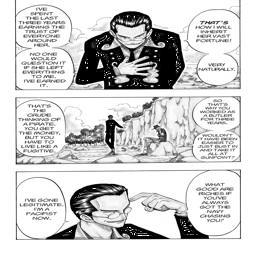 I'VE
SPENT THE
LAST THREE
YEARS EARNING
THE TRUST OF
EVERYONE
AROUND
HER.
NO ONE
WOULD
QUESTION IT
IF SHE LEFT
EVERYTHING
TO ME.
I'VE EARNED
IT.
THAT'S
HOW I WILL
INHERIT
HER VAST
FORTUNE!
VERY
NATURALLY.
THAT'S
THE
CRUDE
THINKING OF
A PIRATE.
YOU GET
THE MONEY,
BUT YOU
HAVE TO
LIVE LIKE A
FUGITIVE.
SO
THAT'S
WHY YOU
WORKED AS
A BUTLER
FOR THREE
YEARS.
WOULDN'T
IT HAVE BEEN
EASIER TO
JUST BUST IN
AND TAKE IT
ALL AT
GUNPOINT?
I'VE GONE
LEGITIMATE.
I'M A
PACIFIST
NOW.
WHAT
GOOD ARE
RICHES IF
YOU'VE
ALWAYS
GOT THE
NAVY
CHASING
YOU?